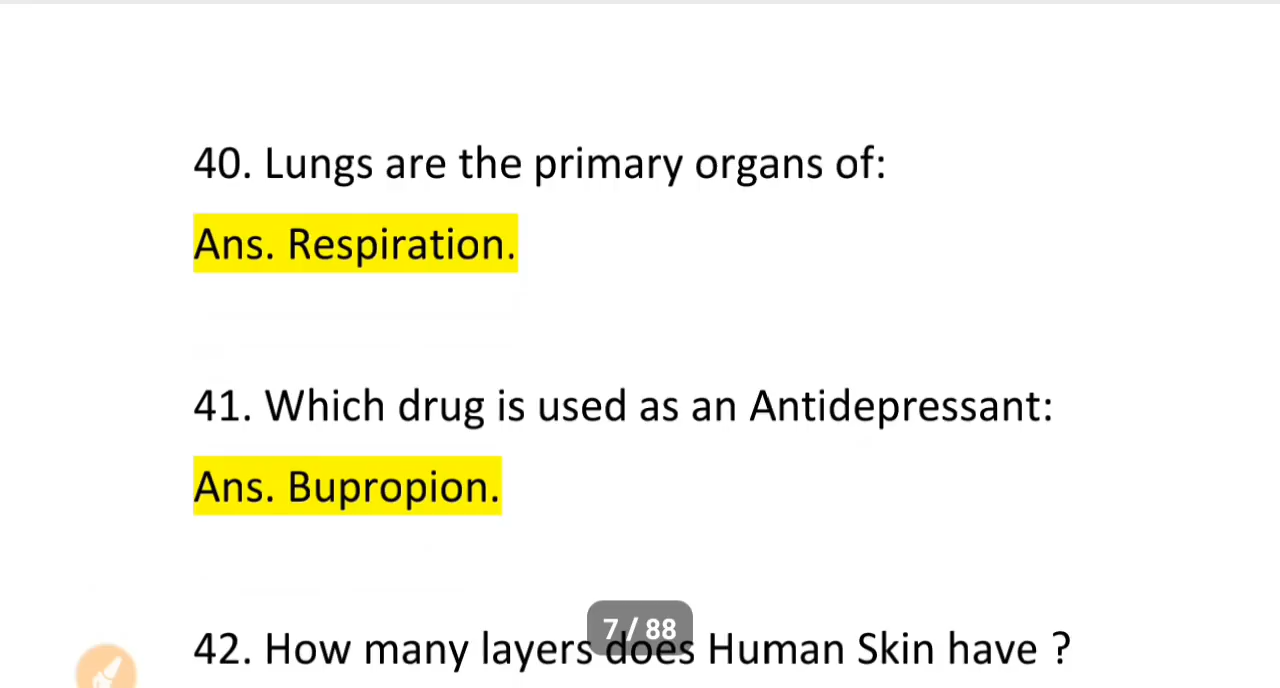 40. Lungs are the primary organs of:
Ans. Respiration.
41. Which drug is used as an Antidepressant:
Ans. Bupropion.
7 / 88
42. How many layers does Human Skin have ?